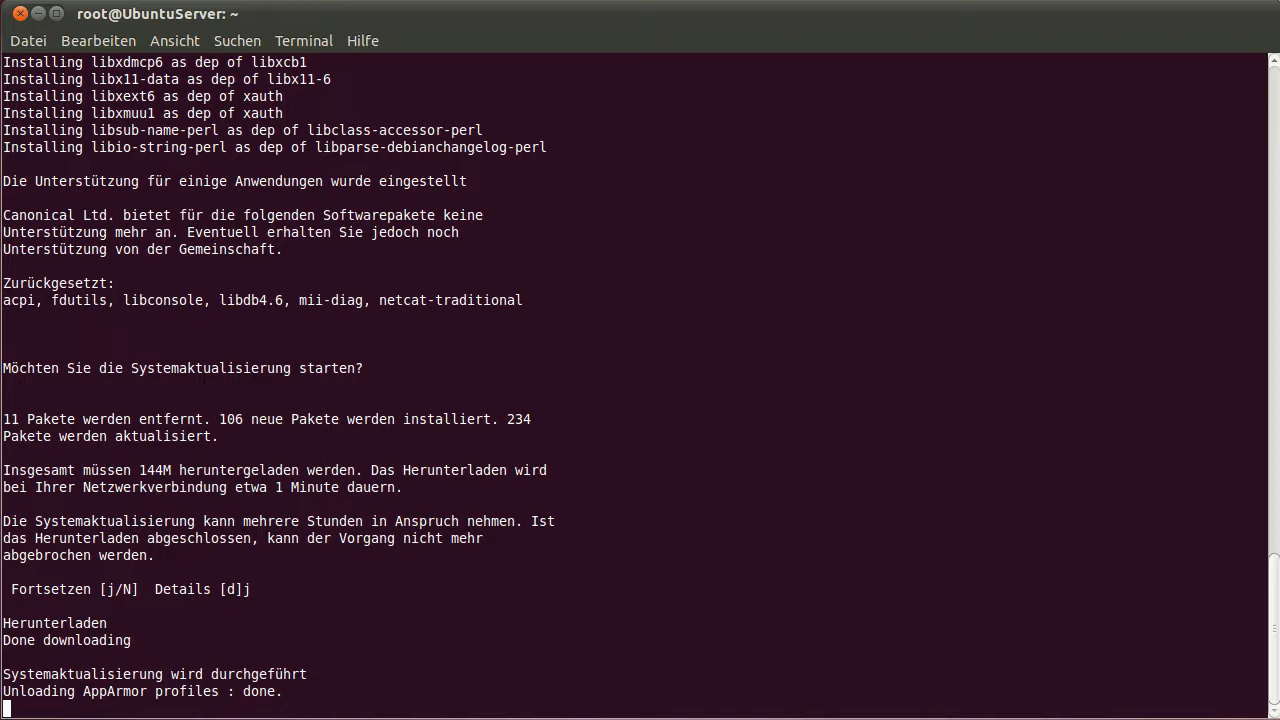 root@UbuntuServer: ~
Datei Bearbeiten Ansicht Suchen Terminal Hilfe
Installing libxdmcp6 as dep of libxcb1
Installing libx11-data as dep of libx11-6
Installing libxext6 as dep of xauth
Installing libxmuu1 as dep of xauth
Installing libsub-name-perl as dep of libclass-accessor-perl
Installing libio-string-perl as dep of libparse-debianchangelog-perl
Die Unterstützung für einige Anwendungen wurde eingestellt
Canonical Ltd. bietet für die folgenden Softwarepakete keine
Unterstützung mehr an. Eventuell erhalten Sie jedoch noch
Unterstützung von der Gemeinschaft.
Zurückgesetzt:
acpi, fdutils, libconsole, libdb4.6, mii-diag, netcat-traditional
Möchten Sie die Systemaktualisierung starten?
11 Pakete werden entfernt. 106 neue Pakete werden installiert. 234
Pakete werden aktualisiert.
Insgesamt müssen 144M heruntergeladen werden. Das Herunterladen wird
bei Ihrer Netzwerkverbindung etwa 1 Minute dauern.
Die Systemaktualisierung kann mehrere Stunden in Anspruch nehmen. Ist
das Herunterladen abgeschlossen, kann der Vorgang nicht mehr
abgebrochen werden.
Fortsetzen [j/N]  Details [d]j
Herunterladen
Done downloading
Systemaktualisierung wird durchgeführt
Unloading AppArmor profiles : done.